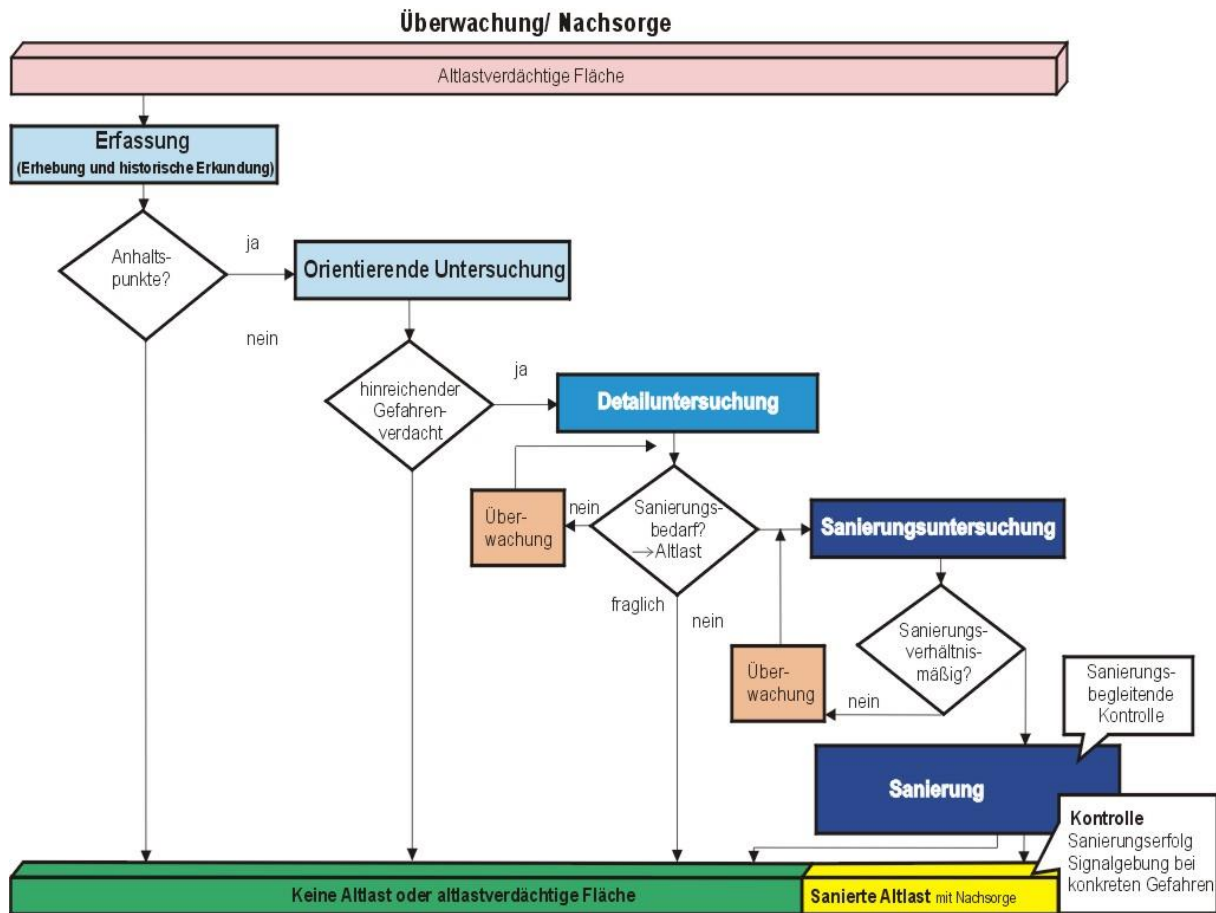 Überwachung/ Nachsorge
Altlastverdächtige Fläche
Erfassung
(Erhebung und historische Erkundung)
Anhalts-
punkte?
ja
nein
Orientierende Untersuchung
hinreichender
Gefahren-
verdacht
ja
Detailuntersuchung
Über-
wachung
nein
Sanierungs-
bedarf?
→Altlast
fraglich
nein
Sanierungsuntersuchung
Sanierungs-
verhältnis-
mäßig?
Über-
wachung
nein
Sanierungs-
begleitende
Kontrolle
Sanierung
Kontrolle
Sanierungserfolg
Signalgebung bei
konkreten Gefahren
Keine Altlast oder altlastverdächtige Fläche
Sanierte Altlast mit Nachsorge